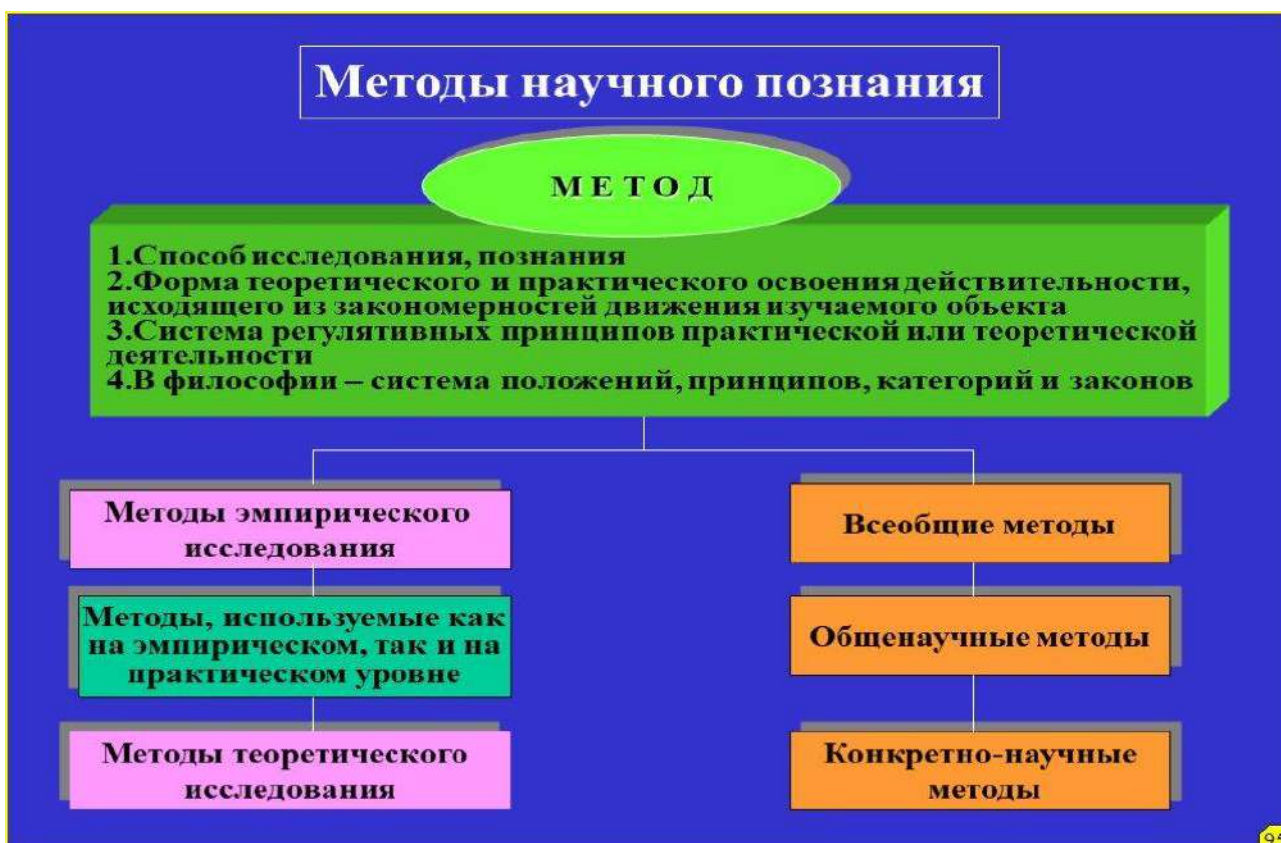 Методы научного познания
М Е Т О Д
1.Способ исследования, познания
2.Форма теоретического и практического освоения действительности,
исходящего из закономерностей движения изучаемого обьекта
3.Система регулятивных принципов практической или теоретической
деятельности
4.В философии – система положений, принципов, категорий и законов
Методы эмпирического
исследования
Методы, используемые как
на эмпирическом, так и на
практическом уровне
Методы теоретического
исследования
Всеобщие методы
Общенаучные методы
Конкретно-научные
методы